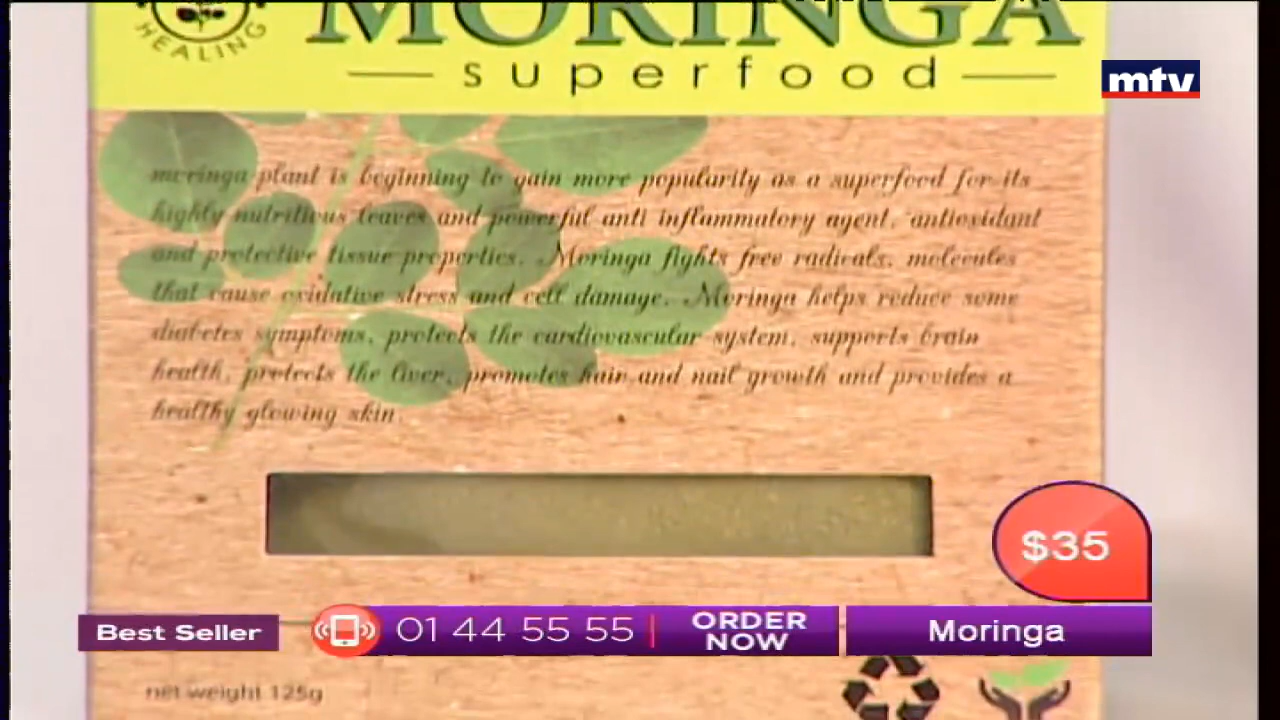 HEALING
MORINGA
superfood
mtv
moringa plant is beginning to gain more popularity as a superfood for its
highly nutritious leaves and powerful anti inflammatory agent, antioxidant
and protective tissue properties. Moringa fights free radicals, molecules
that cause oxidative stress and cell damage. Moringa helps reduce some
diabetes symptoms, protects the cardiovascular system, supports brain
health, protects the liver, promotes hair and nail growth and provides a
healthy glowing skin.
$35
Best Seller
01 44 55 55
ORDER
NOW
Moringa
net weight 125g